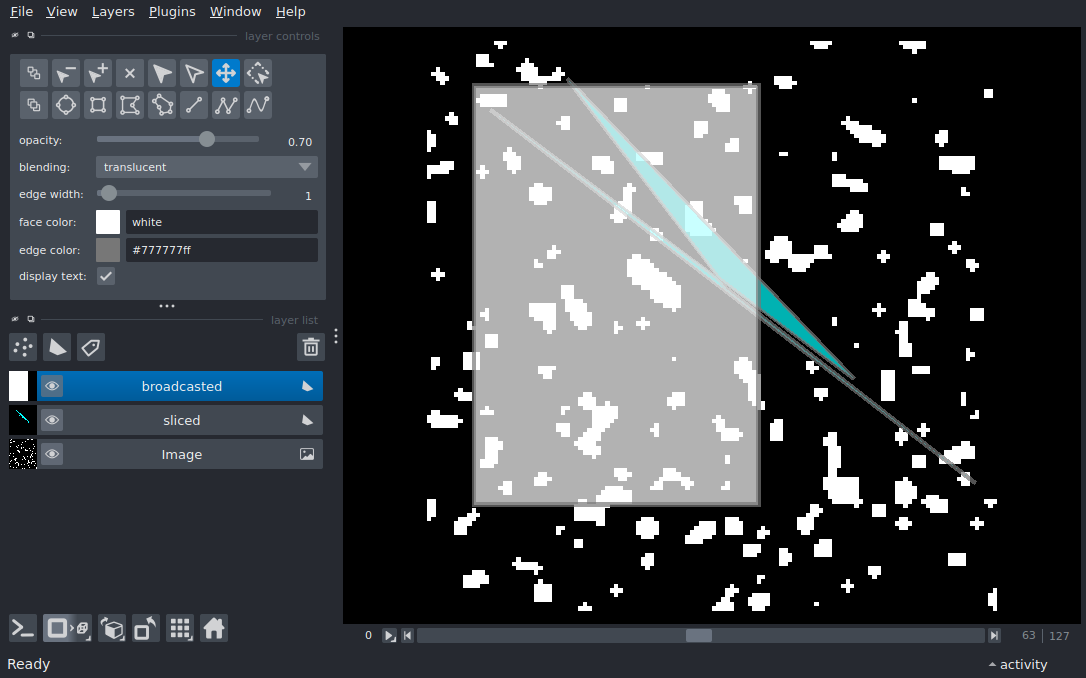 File View Layers Plugins Window Help
layer controls
opacity: 0.70
blending: translucent
edge width: 1
face color: white
edge color: #777777ff
display text:
layer list
broadcasted
sliced
Image
0 63 127
Ready activity